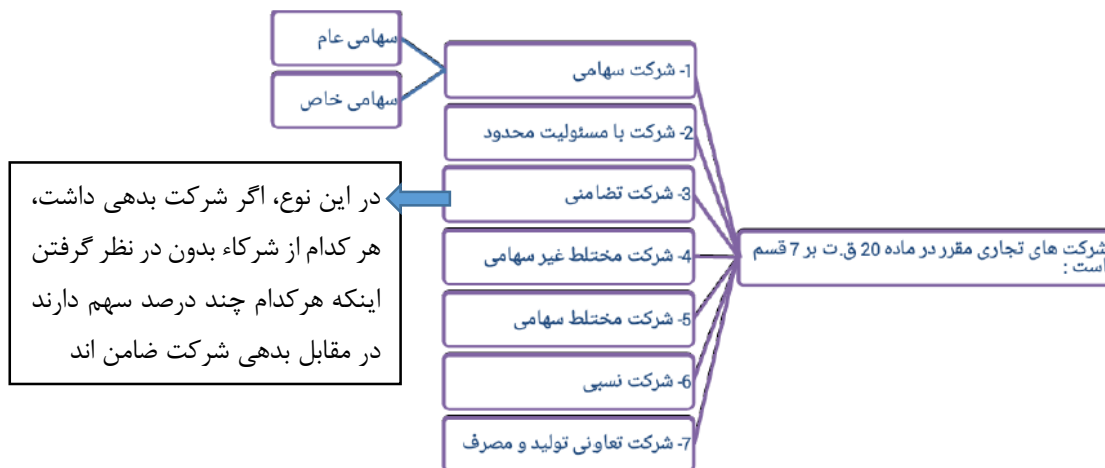 شرکت های تجاری مقرر در ماده 20 ق.ت بر 7 قسم
است :
1- شرکت سهامی
سهامی عام
سهامی خاص
2- شرکت با مسئولیت محدود
3- شرکت تضامنی
در این نوع، اگر شرکت بدهی داشت،
هر کدام از شرکاء بدون در نظر گرفتن
اینکه هرکدام چند درصد سهم دارند
در مقابل بدهی شرکت ضامن اند
4- شرکت مختلط غیر سهامی
5- شرکت مختلط سهامی
6- شرکت نسبی
7- شرکت تعاونی تولید و مصرف